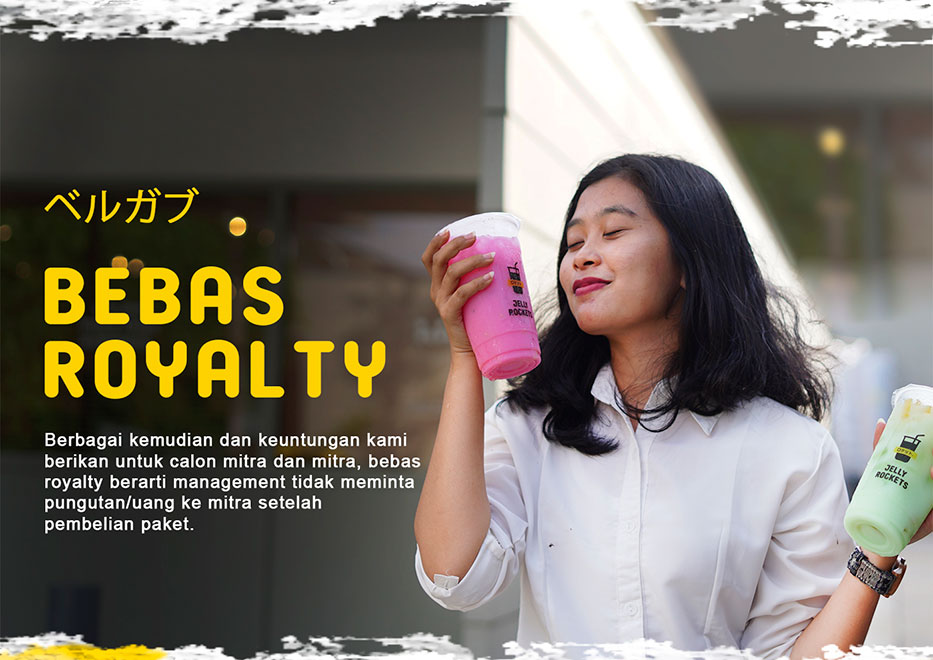 ベルガブ
BEBAS
ROYALTY
Berbagai kemudian dan keuntungan kami
berikan untuk calon mitra dan mitra, bebas
royalty berarti management tidak meminta
pungutan/uang ke mitra setelah
pembelian paket.
JELLY
ROCKETS
JELLY
ROCKETS